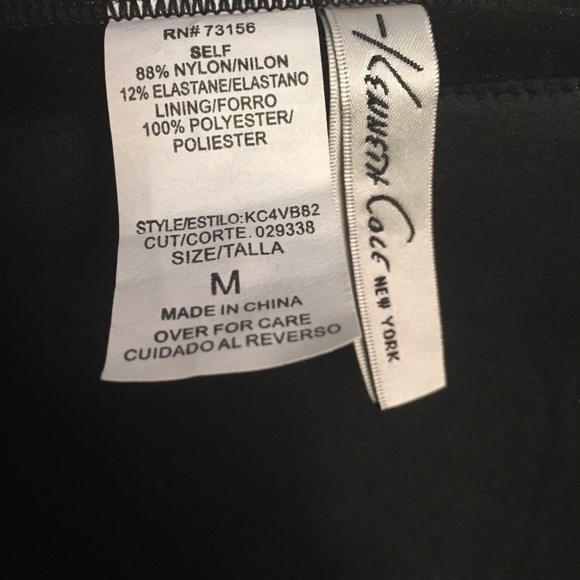 RN# 73156
SELF
88% NYLON/NILON
12% ELASTANE/ELASTANO
LINING/FORRO
100% POLYESTER/
POLIESTER
STYLE/ESTILO:KC4VB82
CUT/CORTE. 029338
SIZE/TALLA
M
MADE IN CHINA
OVER FOR CARE
CUIDADO AL REVERSO
KENNETH COLE NEW YORK